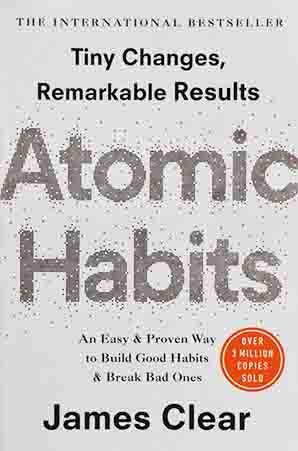 THE INTERNATIONAL BESTSELLER
Tiny Changes,
Remarkable Results
Atomic
Habits
An Easy & Proven Way
to Build Good Habits
& Break Bad Ones
OVER
3 MILLION
COPIES
SOLD
James Clear